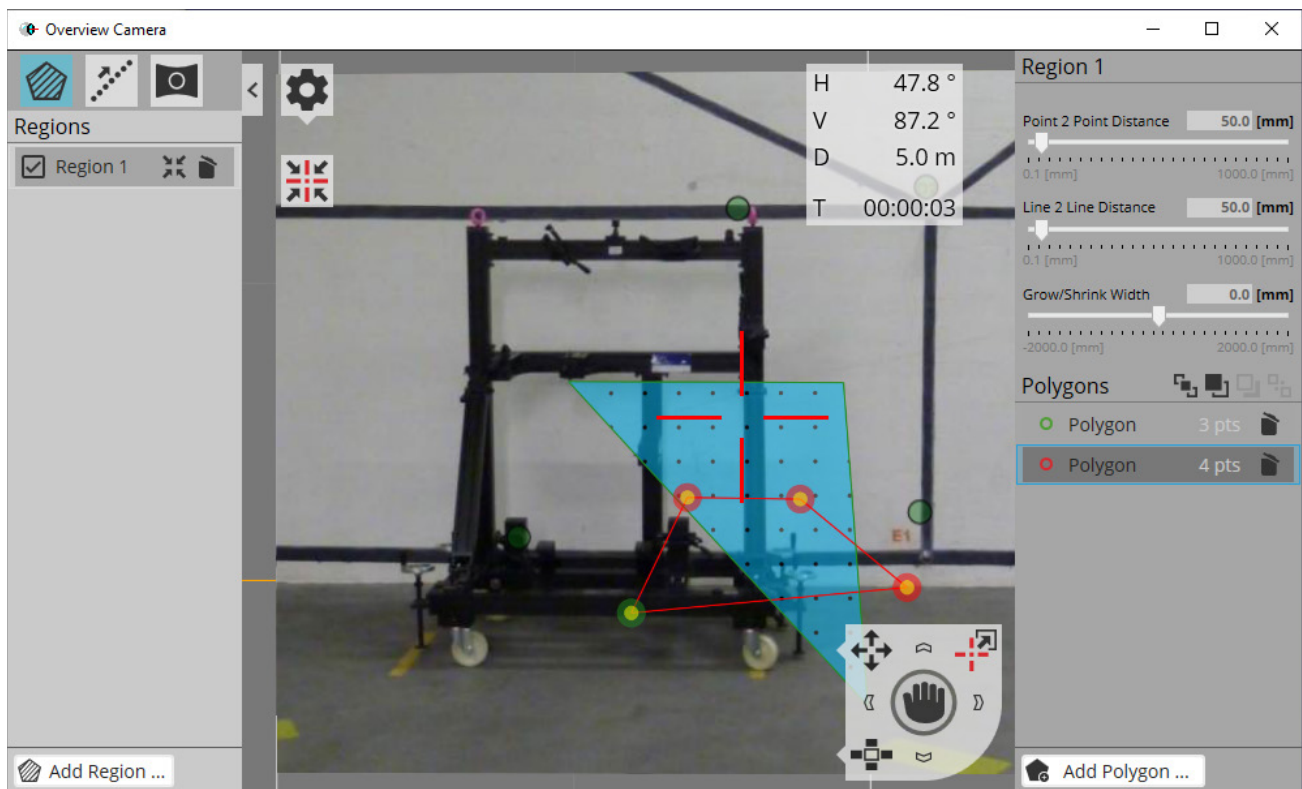 Overview Camera
Regions
Region 1
Add Region ...
H 47.8 °
V 87.2 °
D 5.0 m
T 00:00:03
E1
Region 1
Point 2 Point Distance 50.0 [mm]
0.1 [mm] 1000.0 [mm]
Line 2 Line Distance 50.0 [mm]
0.1 [mm] 1000.0 [mm]
Grow/Shrink Width 0.0 [mm]
-2000.0 [mm] 2000.0 [mm]
Polygons
Polygon 3 pts
Polygon 4 pts
Add Polygon ...